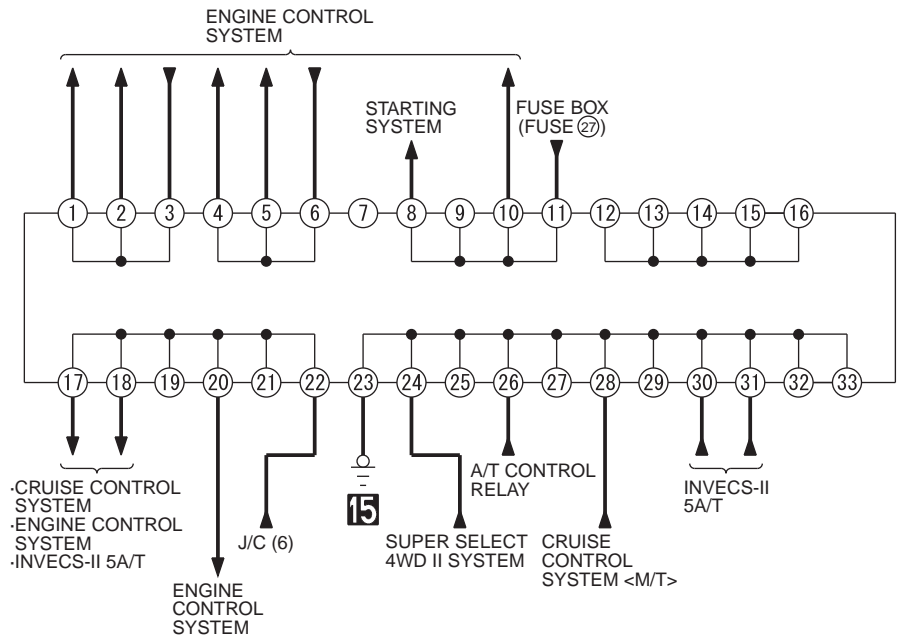 ENGINE CONTROL
SYSTEM
STARTING
SYSTEM
FUSE BOX
(FUSE ㉗)
1 2 3 4 5 6 7 8 9 10 11 12 13 14 15 16
17 18 19 20 21 22 23 24 25 26 27 28 29 30 31 32 33
·CRUISE CONTROL
SYSTEM
·ENGINE CONTROL
SYSTEM
·INVECS-II 5A/T
ENGINE
CONTROL
SYSTEM
J/C (6)
15
SUPER SELECT
4WD II SYSTEM
A/T CONTROL
RELAY
CRUISE
CONTROL
SYSTEM <M/T>
INVECS-II
5A/T